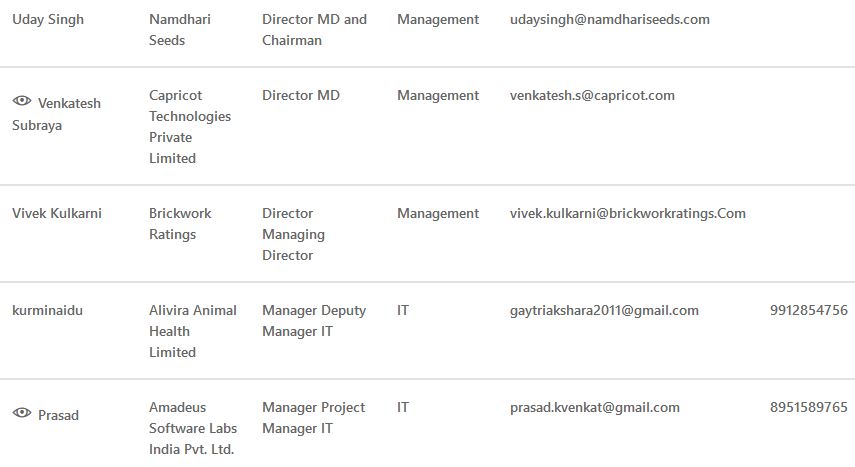 Uday Singh
Namdhari
Seeds
Director MD and
Chairman
Management
udaysingh@namdhariseeds.com
Venkatesh
Subraya
Capricot
Technologies
Private
Limited
Director MD
Management
venkatesh.s@capricot.com
Vivek Kulkarni
Brickwork
Ratings
Director
Managing
Director
Management
vivek.kulkarni@brickworkratings.Com
kurminaidu
Alivira Animal
Health
Limited
Manager Deputy
Manager IT
IT
gaytriakshara2011@gmail.com
9912854756
Prasad
Amadeus
Software Labs
India Pvt. Ltd.
Manager Project
Manager IT
IT
prasad.kvenkat@gmail.com
8951589765